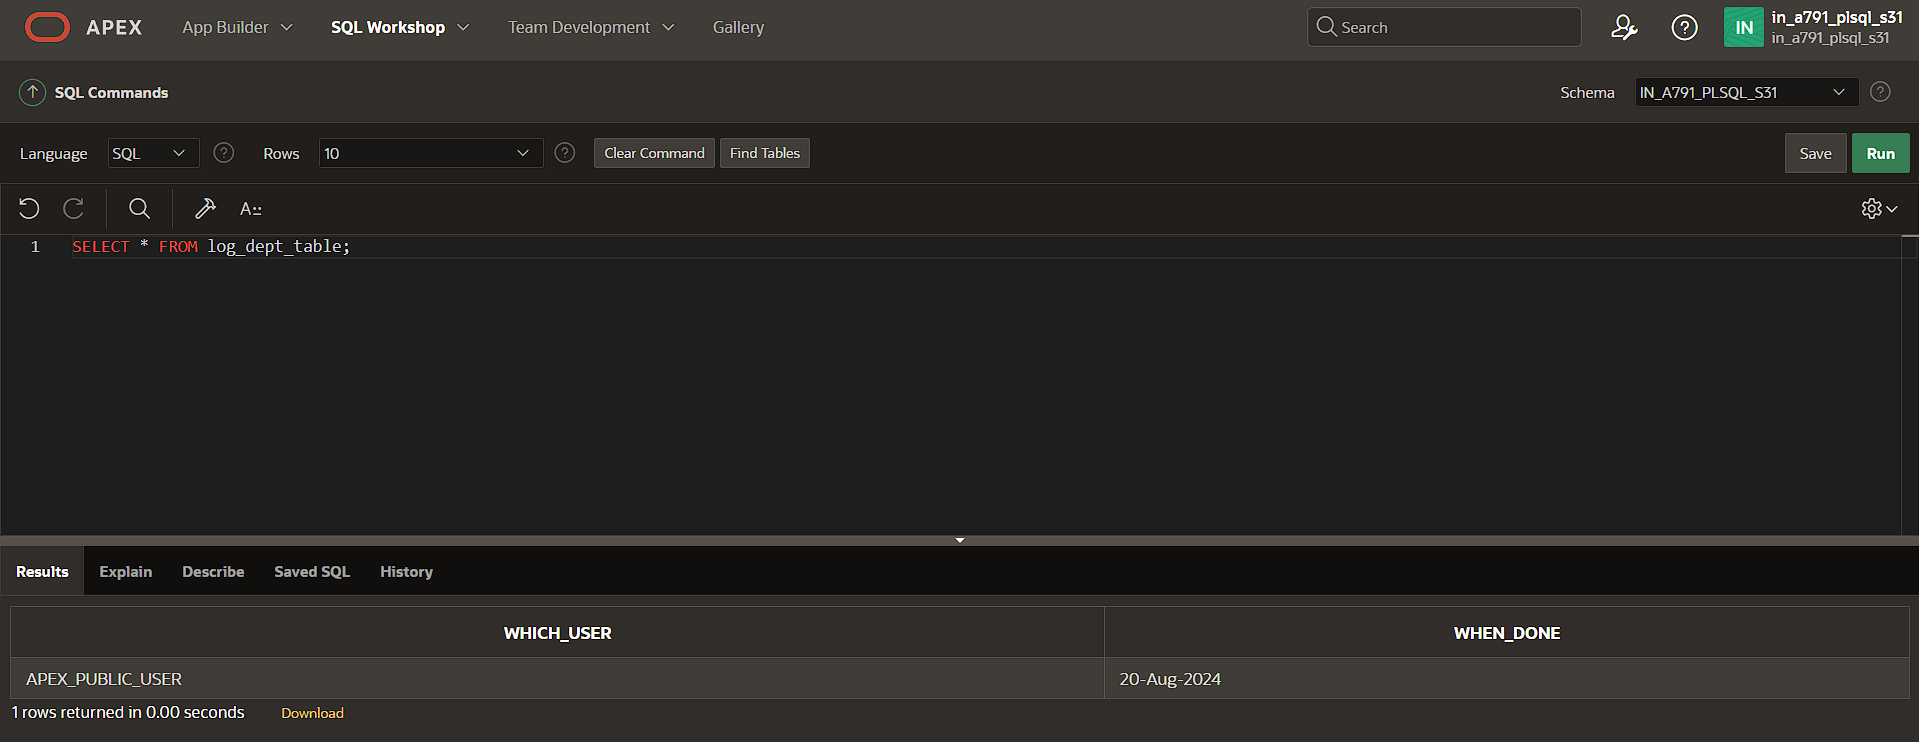 APEX App Builder SQL Workshop Team Development Gallery Search IN in_a791_plsql_s31
in_a791_plsql_s31
SQL Commands Schema IN_A791_PLSQL_S31
Language SQL Rows 10 Clear Command Find Tables Save Run
A::
1 SELECT * FROM log_dept_table;
Results Explain Describe Saved SQL History
WHICH_USER WHEN_DONE
APEX_PUBLIC_USER 20-Aug-2024
1 rows returned in 0.00 seconds Download